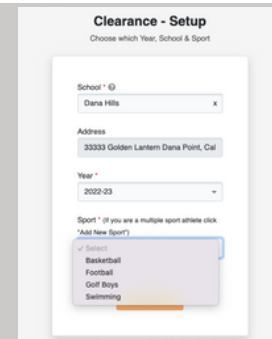 Clearance - Setup
Choose which Year, School & Sport
School *
Dana Hills x
Address
33333 Golden Lantern Dana Point, Cal
Year *
2022-23
Sport * (If you are a multiple sport athlete click
"Add New Sport")
✓ Select
Basketball
Football
Golf Boys
Swimming